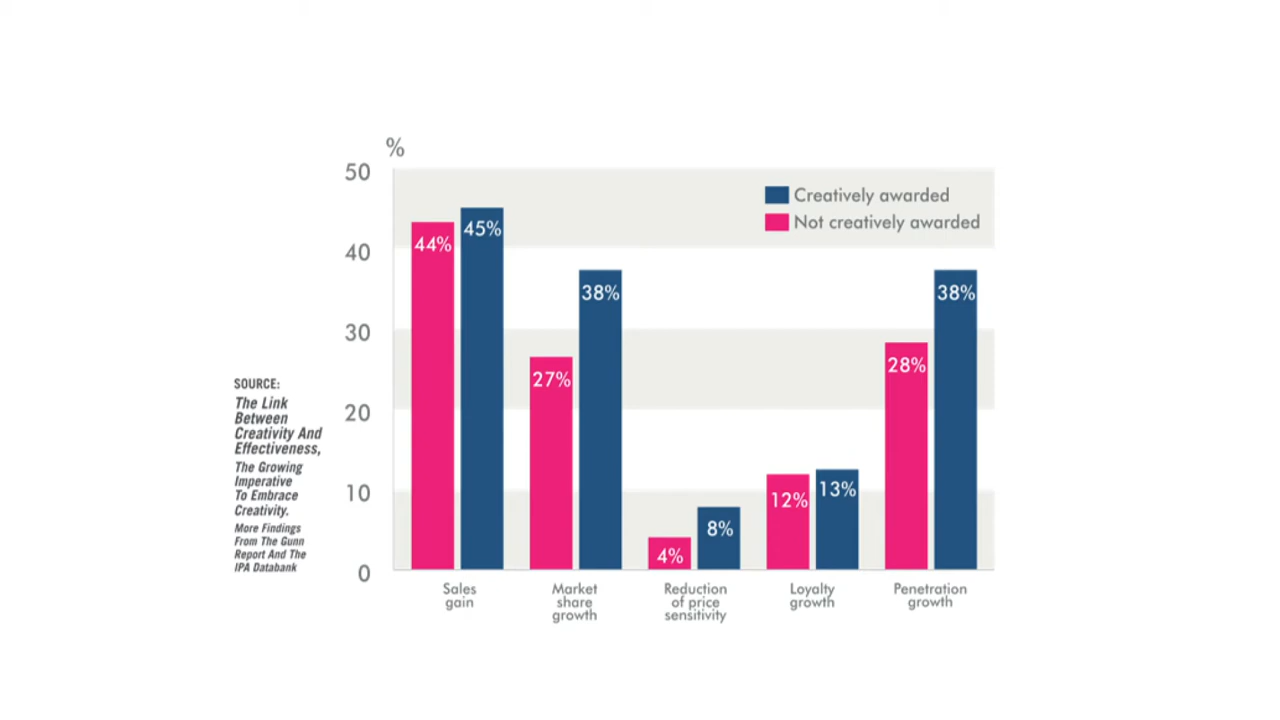 %
50
40
30
20
10
0
Creatively awarded
Not creatively awarded
44%
45%
27%
38%
4%
8%
12%
13%
28%
38%
Sales
gain
Market
share
growth
Reduction
of price
sensitivity
Loyalty
growth
Penetration
growth
SOURCE:
The Link
Between
Creativity And
Effectiveness,
The Growing
Imperative
To Embrace
Creativity.
More Findings
From The Gunn
Report And The
IPA Databank